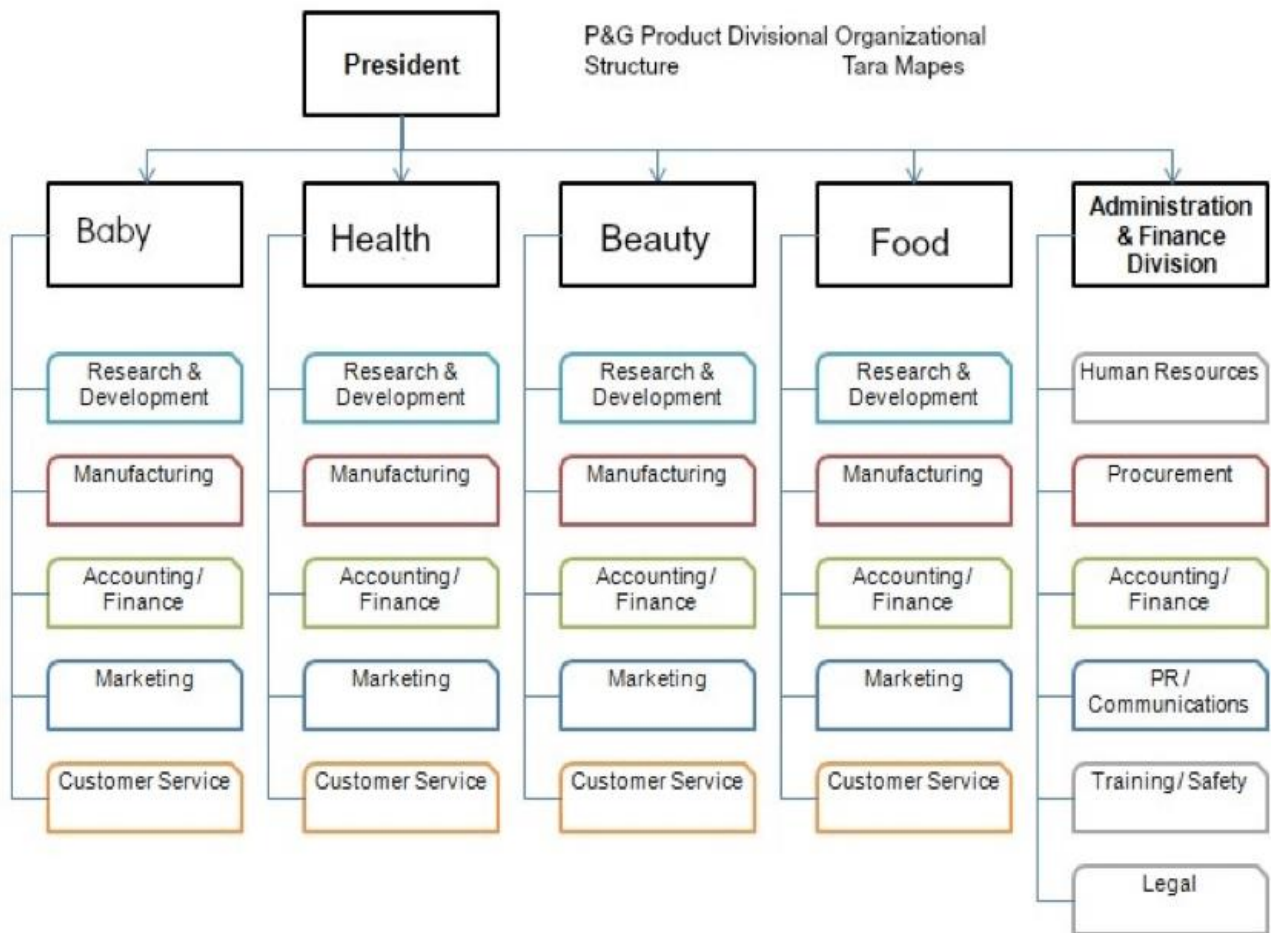 President
P&G Product Divisional Organizational
Structure Tara Mapes
Baby
Health
Beauty
Food
Administration
& Finance
Division
Research &
Development
Manufacturing
Accounting/
Finance
Marketing
Customer Service
Research &
Development
Manufacturing
Accounting/
Finance
Marketing
Customer Service
Research &
Development
Manufacturing
Accounting/
Finance
Marketing
Customer Service
Research &
Development
Manufacturing
Accounting/
Finance
Marketing
Customer Service
Human Resources
Procurement
Accounting/
Finance
PR /
Communications
Training / Safety
Legal